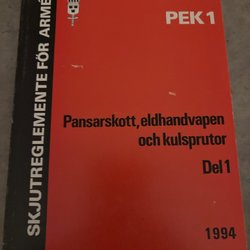 SKJUTREGLEMENTE FÖR ARMÉ
PEK 1
Pansarskott, eldhandvapen
och kulsprutor
Del 1
1994